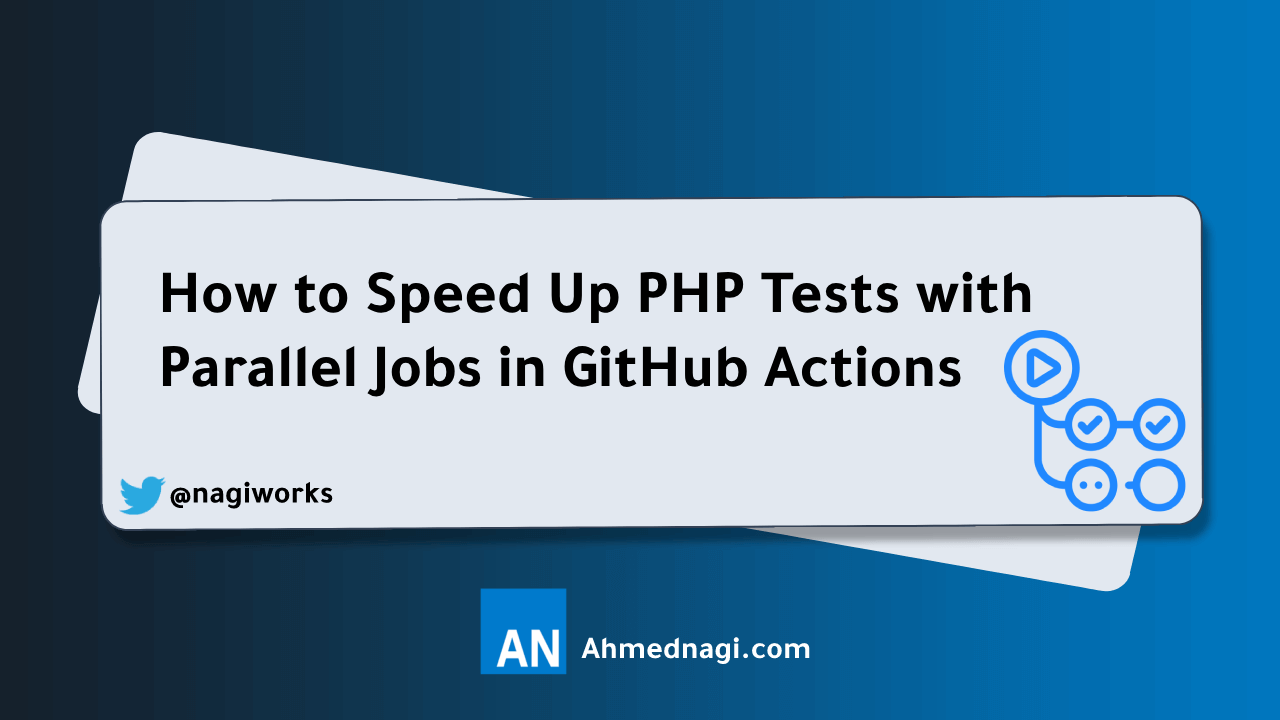 How to Speed Up PHP Tests with
Parallel Jobs in GitHub Actions
@nagiworks
AN
Ahmednagi.com